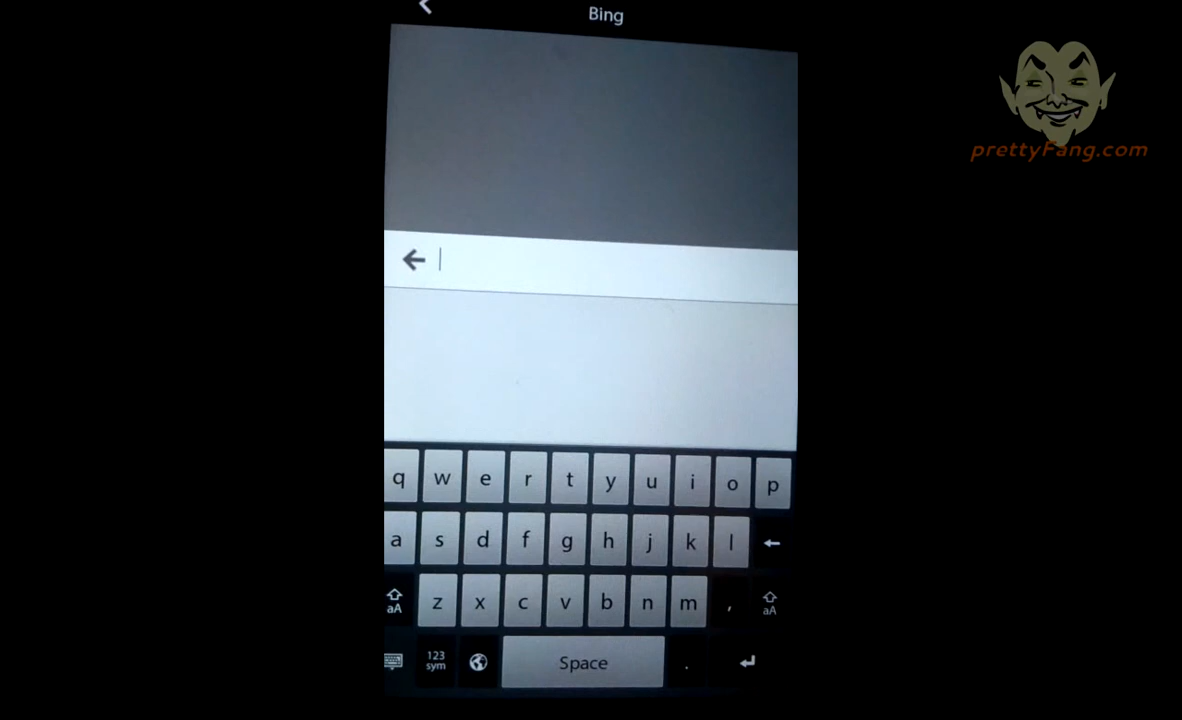 Bing
prettyFang.com
q w e r t y u i o p
a s d f g h j k l
aA z x c v b n m , aA
123
sym
Space .